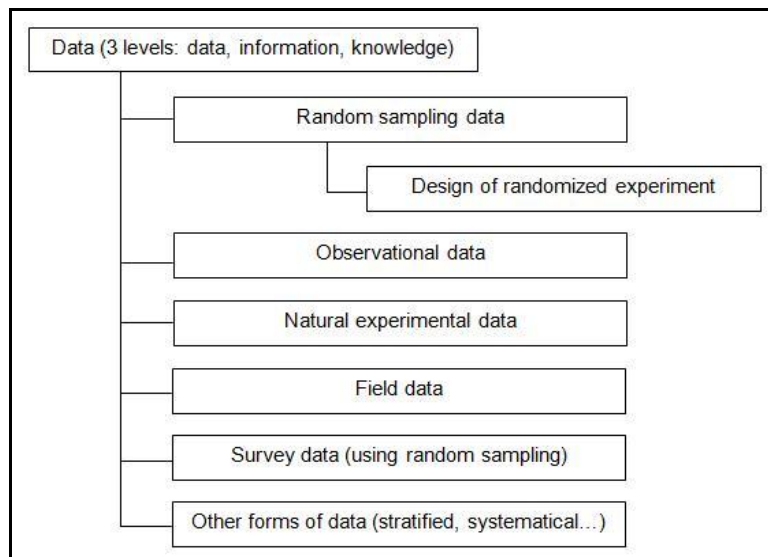 Data (3 levels: data, information, knowledge)
Random sampling data
Design of randomized experiment
Observational data
Natural experimental data
Field data
Survey data (using random sampling)
Other forms of data (stratified, systematical…)